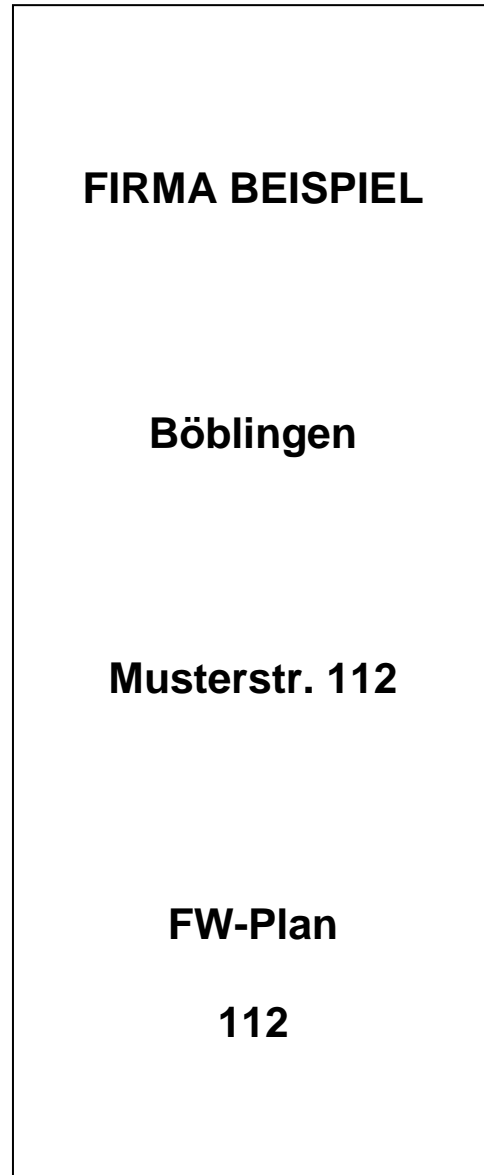 FIRMA BEISPIEL
Böblingen
Musterstr. 112
FW-Plan
112